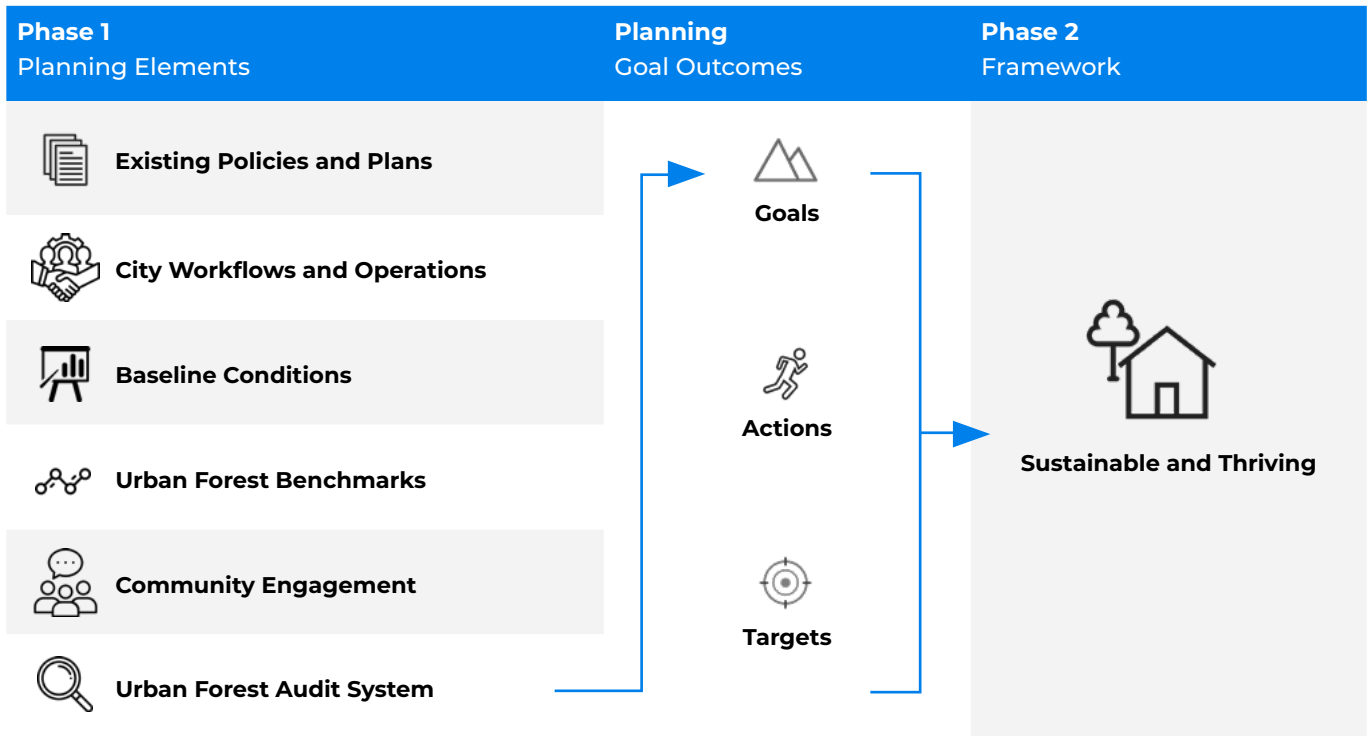 Phase 1
Planning Elements
Planning
Goal Outcomes
Phase 2
Framework
Existing Policies and Plans
City Workflows and Operations
Baseline Conditions
Urban Forest Benchmarks
Community Engagement
Urban Forest Audit System
Goals
Actions
Targets
Sustainable and Thriving